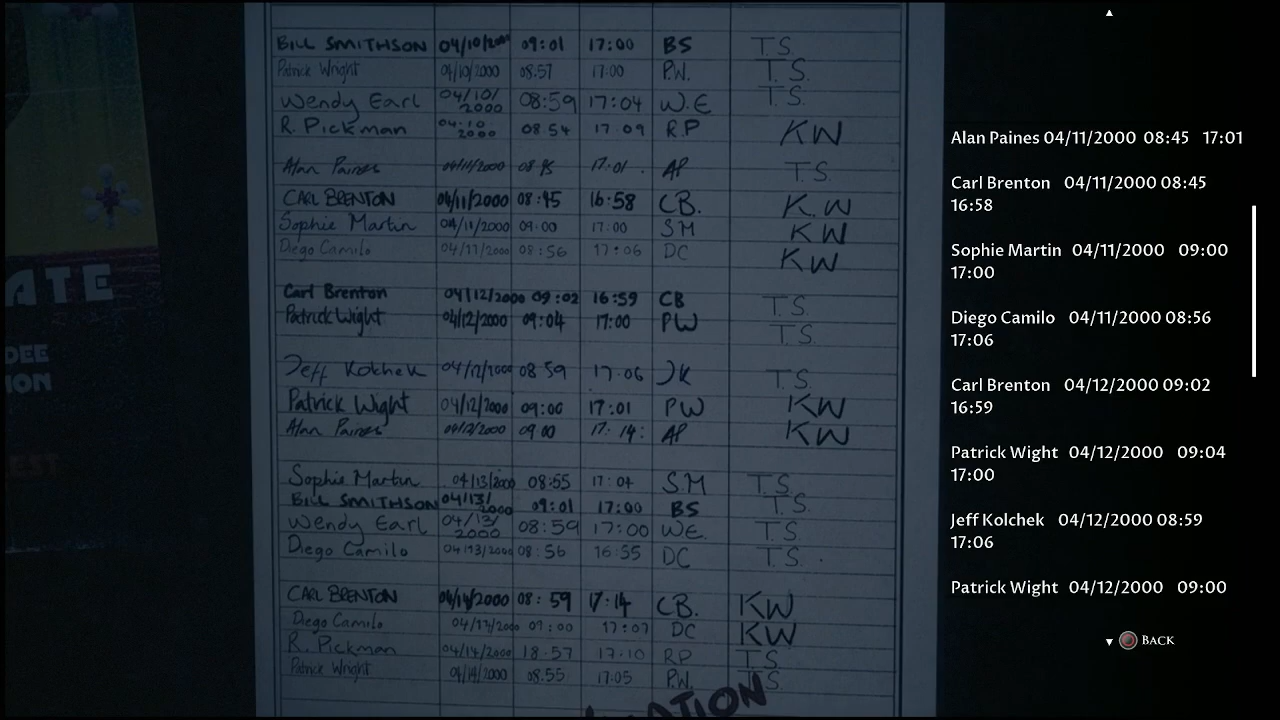 ATE
DEE
ION
EST
BILL SMITHSON 04/10/2000 09:01 17:00 BS T.S.
Patrick Wright 04/10/2000 08:57 17:00 P.W. T.S.
Wendy Earl 04/10/2000 08:59 17:04 W.E T.S.
R. Pickman 04.10 2000 08 54 17 09 R.P KW
Alan Paines 04/11/2000 08 45 17:01 AP T.S.
CARL BRENTON 04/11/2000 08:45 16:58 CB. K.W
Sophie Martin 04/11/2000 09:00 17:00 SM KW
Diego Camilo 04/11/2000 08:56 17:06 DC KW
Carl Brenton 04/12/2000 09:02 16:59 CB T.S.
Patrick Wight 04/12/2000 09:04 17:00 PW T.S.
Jeff Kolchek 04/12/2000 08 59 17:06 JK T.S.
Patrick Wight 04/12/2000 09:00 17:01 PW KW
Alan Paines 04/12/2000 09 00 17:14: AP KW
Sophie Martin 04/13/2000 08:55 17:04 S.M T.S.
BILL SMITHSON 04/13/2000 09:01 17:00 BS T.S.
Wendy Earl 04/13/2000 08:59 17:00 WE. T.S.
Diego Camilo 04/13/2000 08:56 16:55 DC T.S.
CARL BRENTON 04/14/2000 08:59 17:14 CB. KW
Diego Camilo 09:00 17:07 DC KW
R. Pickman 04/14/2000 18:57 17:10 RP T.S.
Patrick Wright 04/14/2000 08:55 17:05 P.W. T.S.
Alan Paines 04/11/2000 08:45 17:01
Carl Brenton 04/11/2000 08:45
16:58
Sophie Martin 04/11/2000 09:00
17:00
Diego Camilo 04/11/2000 08:56
17:06
Carl Brenton 04/12/2000 09:02
16:59
Patrick Wight 04/12/2000 09:04
17:00
Jeff Kolchek 04/12/2000 08:59
17:06
Patrick Wight 04/12/2000 09:00
BACK